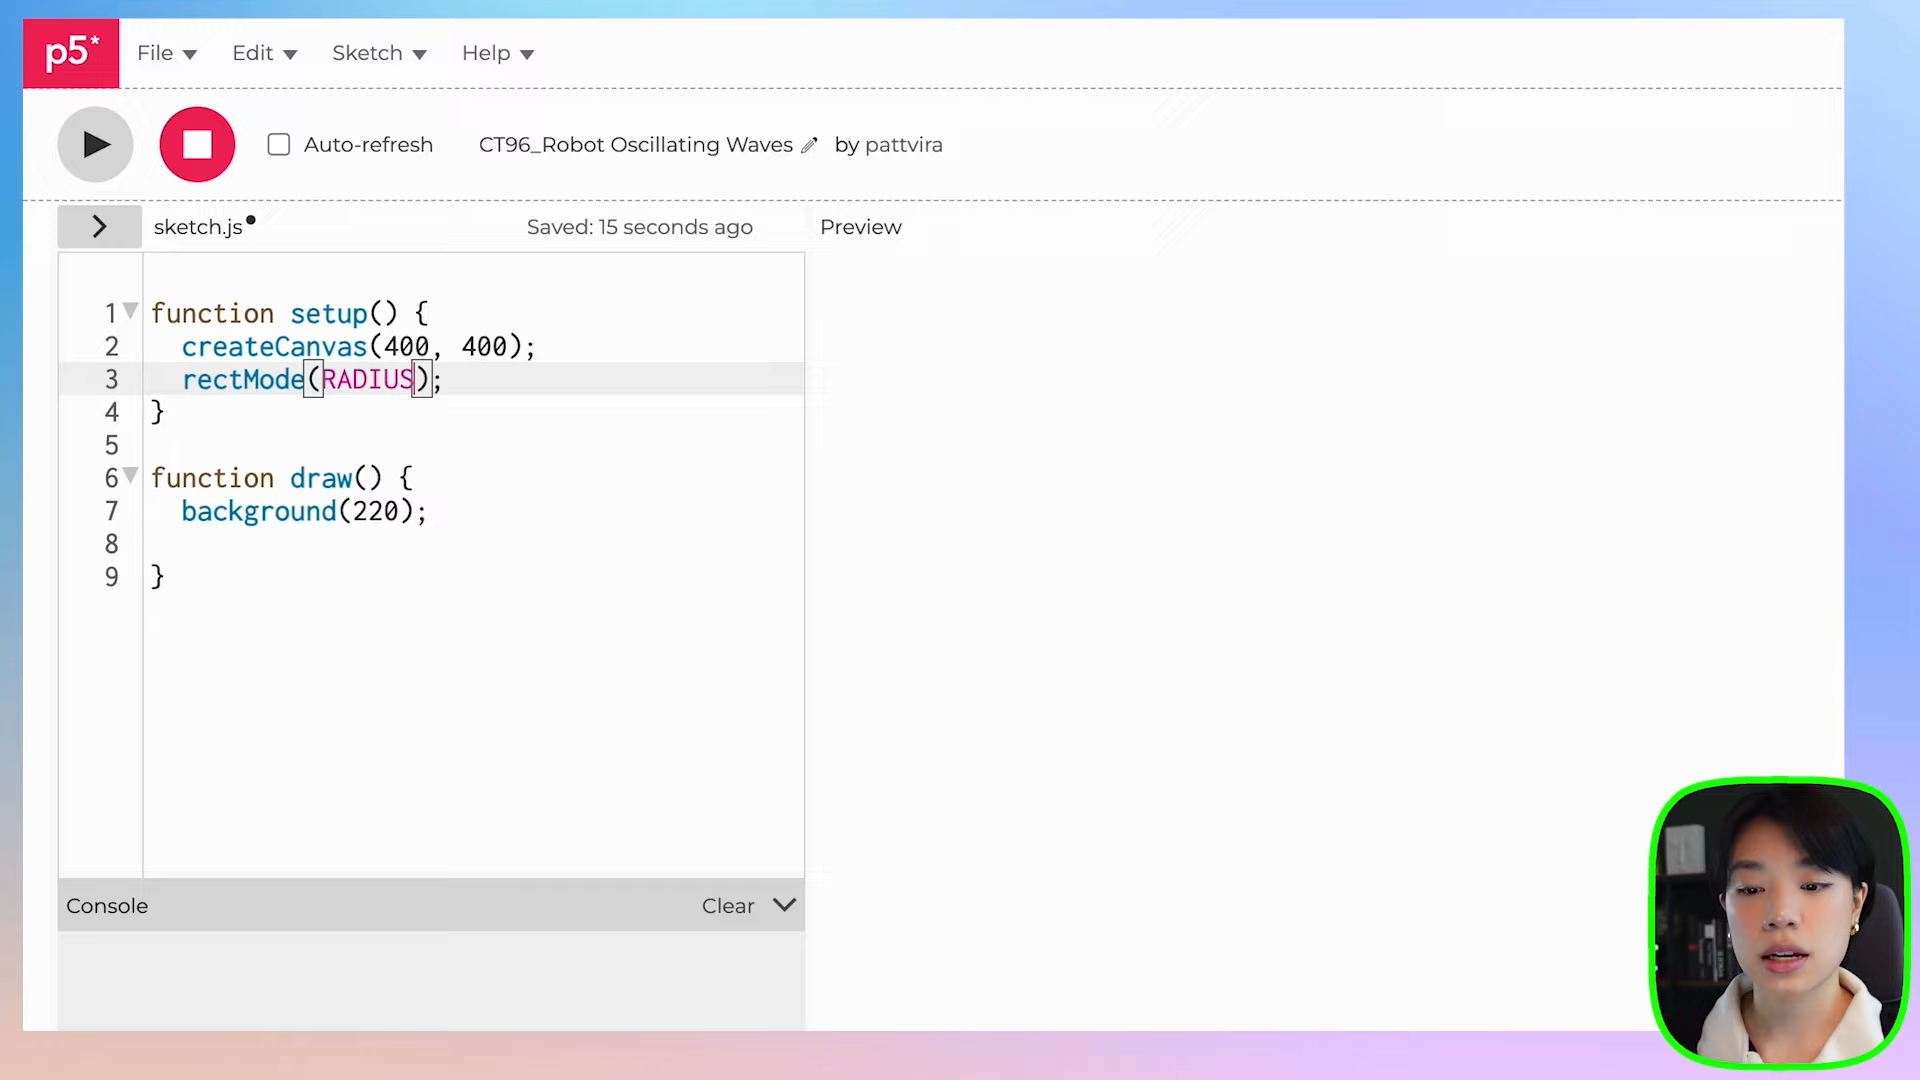 p5* File Edit Sketch Help
Auto-refresh CT96_Robot Oscillating Waves by pattvira
sketch.js Saved: 15 seconds ago Preview
1 function setup() {
2 createCanvas(400, 400);
3 rectMode(RADIUS);
4 }
5
6 function draw() {
7 background(220);
8
9 }
Console Clear